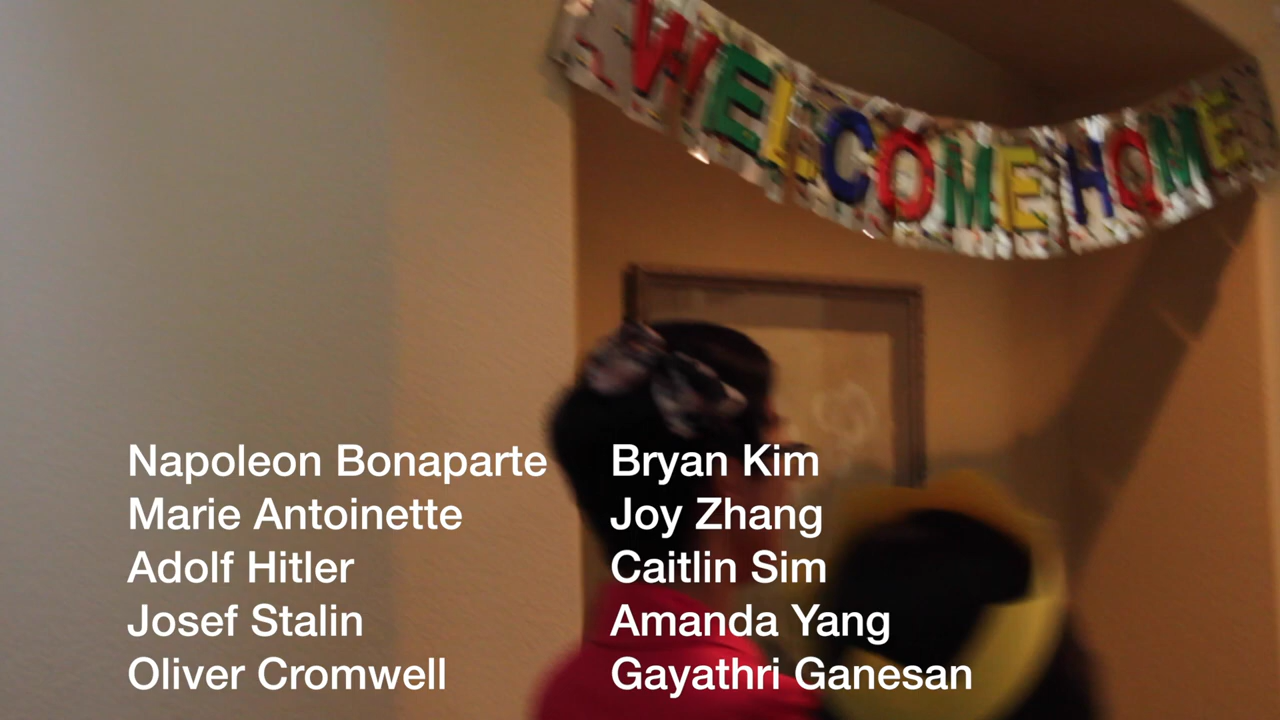 WELCOME HOME
Napoleon Bonaparte Bryan Kim
Marie Antoinette Joy Zhang
Adolf Hitler Caitlin Sim
Josef Stalin Amanda Yang
Oliver Cromwell Gayathri Ganesan